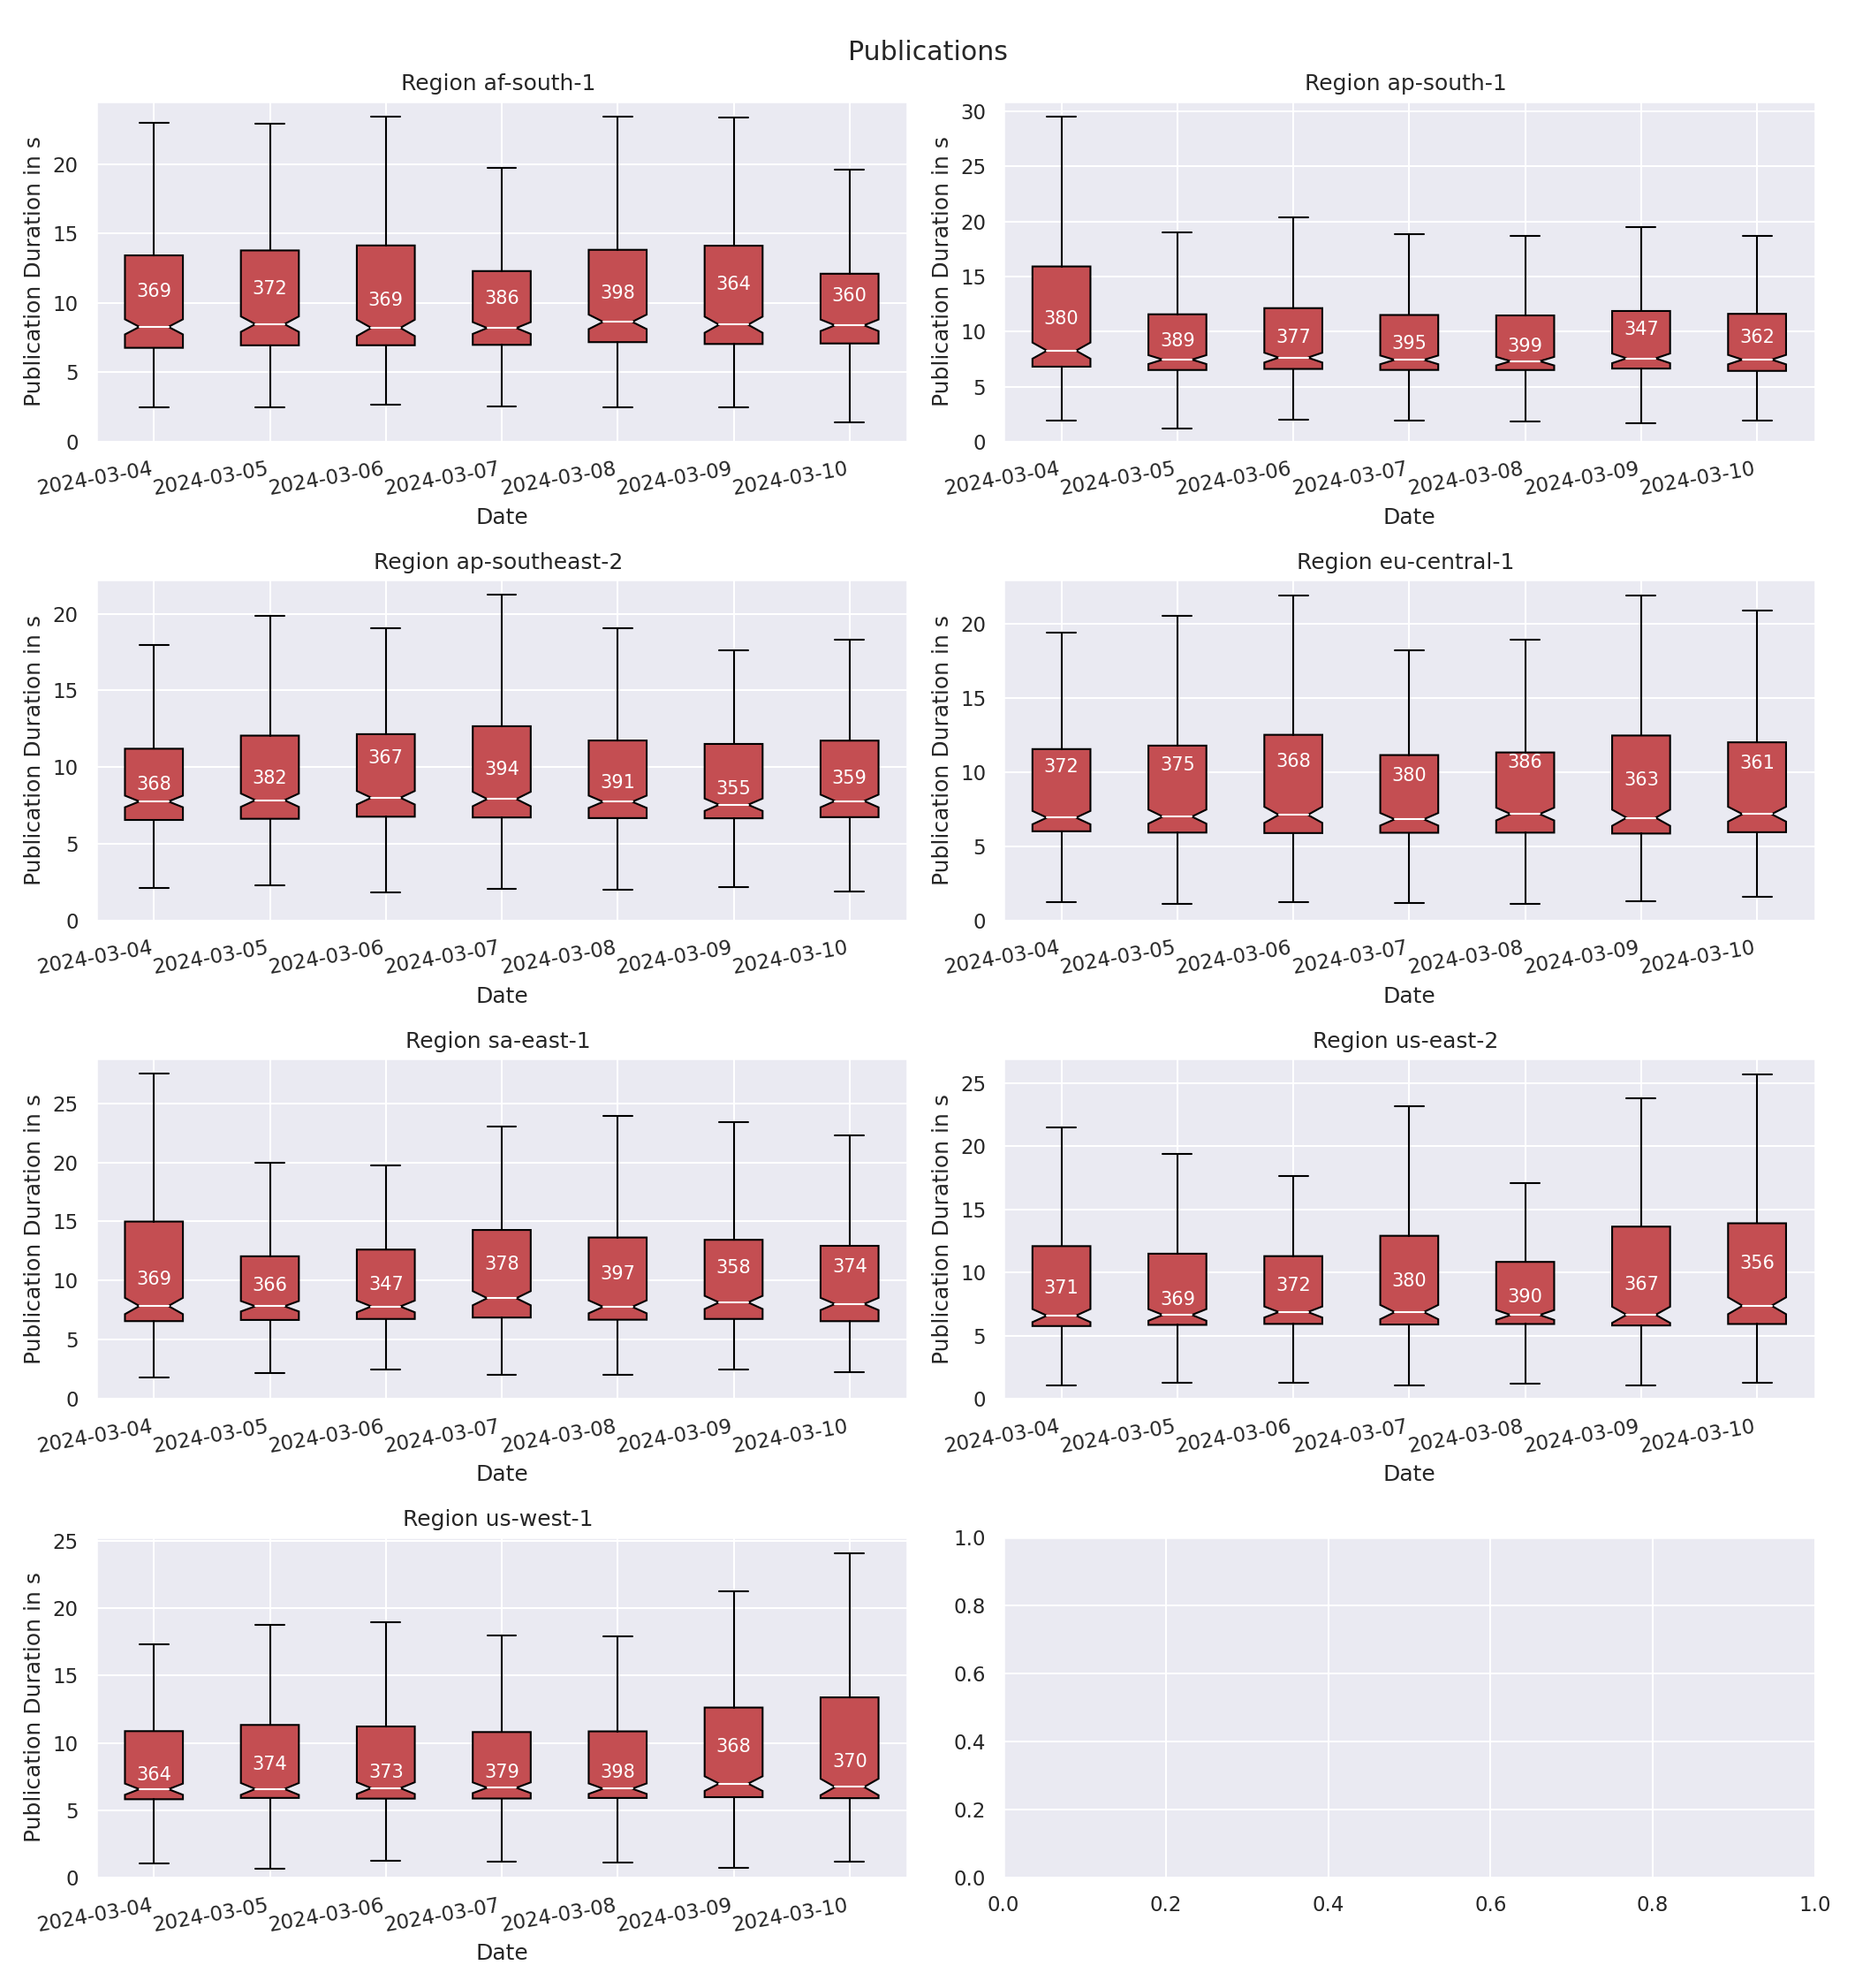 Publications
Region af-south-1
Publication Duration in s
20
15
10
5
0
369 372 369 386 398 364 360
2024-03-04 2024-03-05 2024-03-06 2024-03-07 2024-03-08 2024-03-09 2024-03-10
Date
Region ap-south-1
Publication Duration in s
30
25
20
15
10
5
0
380 389 377 395 399 347 362
2024-03-04 2024-03-05 2024-03-06 2024-03-07 2024-03-08 2024-03-09 2024-03-10
Date
Region ap-southeast-2
Publication Duration in s
20
15
10
5
0
368 382 367 394 391 355 359
2024-03-04 2024-03-05 2024-03-06 2024-03-07 2024-03-08 2024-03-09 2024-03-10
Date
Region eu-central-1
Publication Duration in s
20
15
10
5
0
372 375 368 380 386 363 361
2024-03-04 2024-03-05 2024-03-06 2024-03-07 2024-03-08 2024-03-09 2024-03-10
Date
Region sa-east-1
Publication Duration in s
25
20
15
10
5
0
369 366 347 378 397 358 374
2024-03-04 2024-03-05 2024-03-06 2024-03-07 2024-03-08 2024-03-09 2024-03-10
Date
Region us-east-2
Publication Duration in s
25
20
15
10
5
0
371 369 372 380 390 367 356
2024-03-04 2024-03-05 2024-03-06 2024-03-07 2024-03-08 2024-03-09 2024-03-10
Date
Region us-west-1
Publication Duration in s
25
20
15
10
5
0
364 374 373 379 398 368 370
2024-03-04 2024-03-05 2024-03-06 2024-03-07 2024-03-08 2024-03-09 2024-03-10
Date
1.0
0.8
0.6
0.4
0.2
0.0
0.0 0.2 0.4 0.6 0.8 1.0